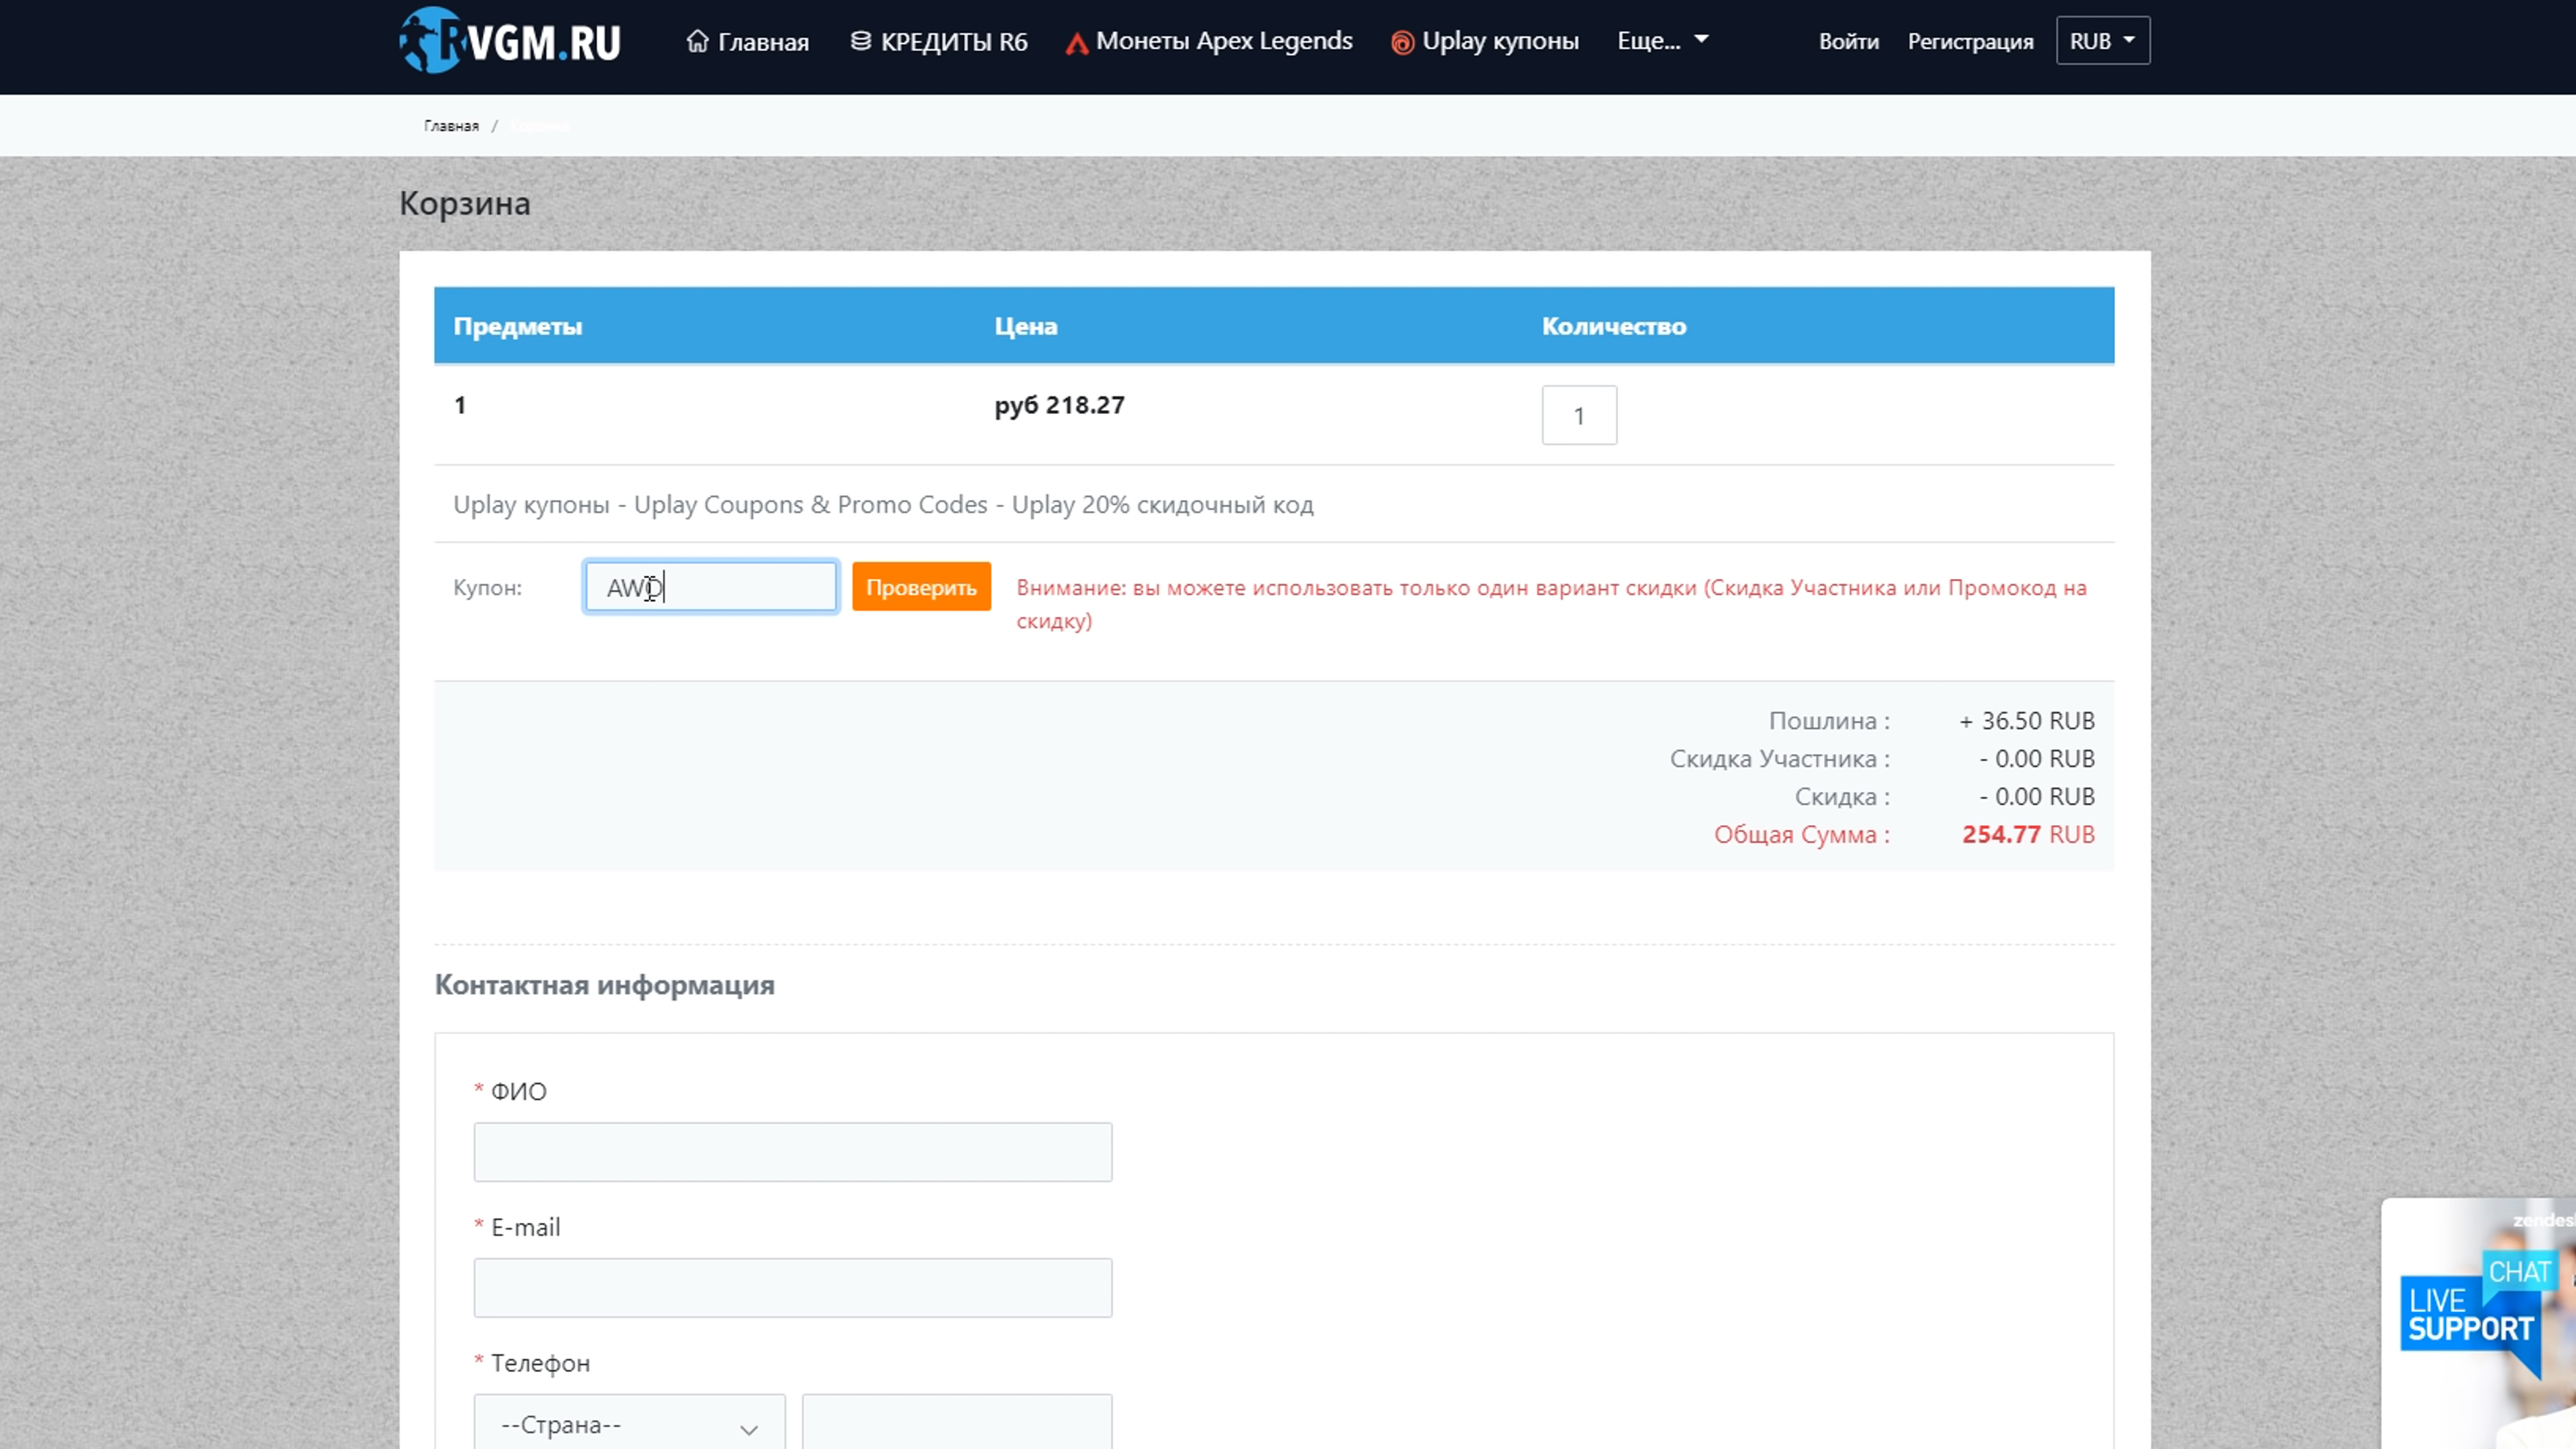 RVGM.RU
Главная
КРЕДИТЫ R6
Монеты Apex Legends
Uplay купоны
Еще...
Войти
Регистрация
RUB
Главная /
Корзина
Предметы Цена Количество
1 руб 218.27 1
Uplay купоны - Uplay Coupons & Promo Codes - Uplay 20% скидочный код
Купон: AWO Проверить Внимание: вы можете использовать только один вариант скидки (Скидка Участника или Промокод на
скидку)
Пошлина : + 36.50 RUB
Скидка Участника : - 0.00 RUB
Скидка : - 0.00 RUB
Общая Сумма : 254.77 RUB
Контактная информация
* ФИО
* E-mail
* Телефон
--Страна--
CHAT
LIVE
SUPPORT